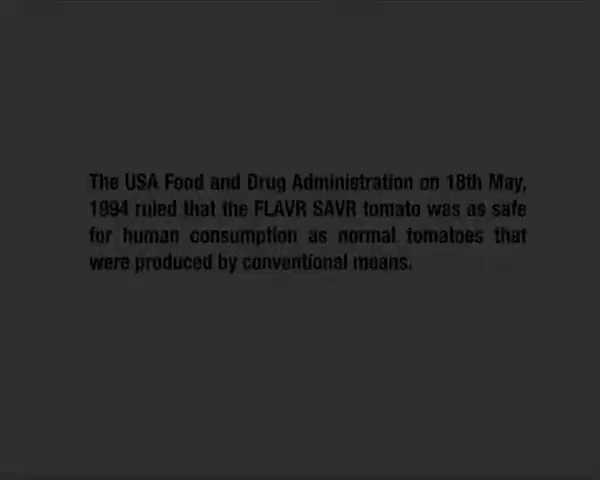 The USA Food and Drug Administration on 18th May,
1994 ruled that the FLAVR SAVR tomato was as safe
for human consumption as normal tomatoes that
were produced by conventional means.